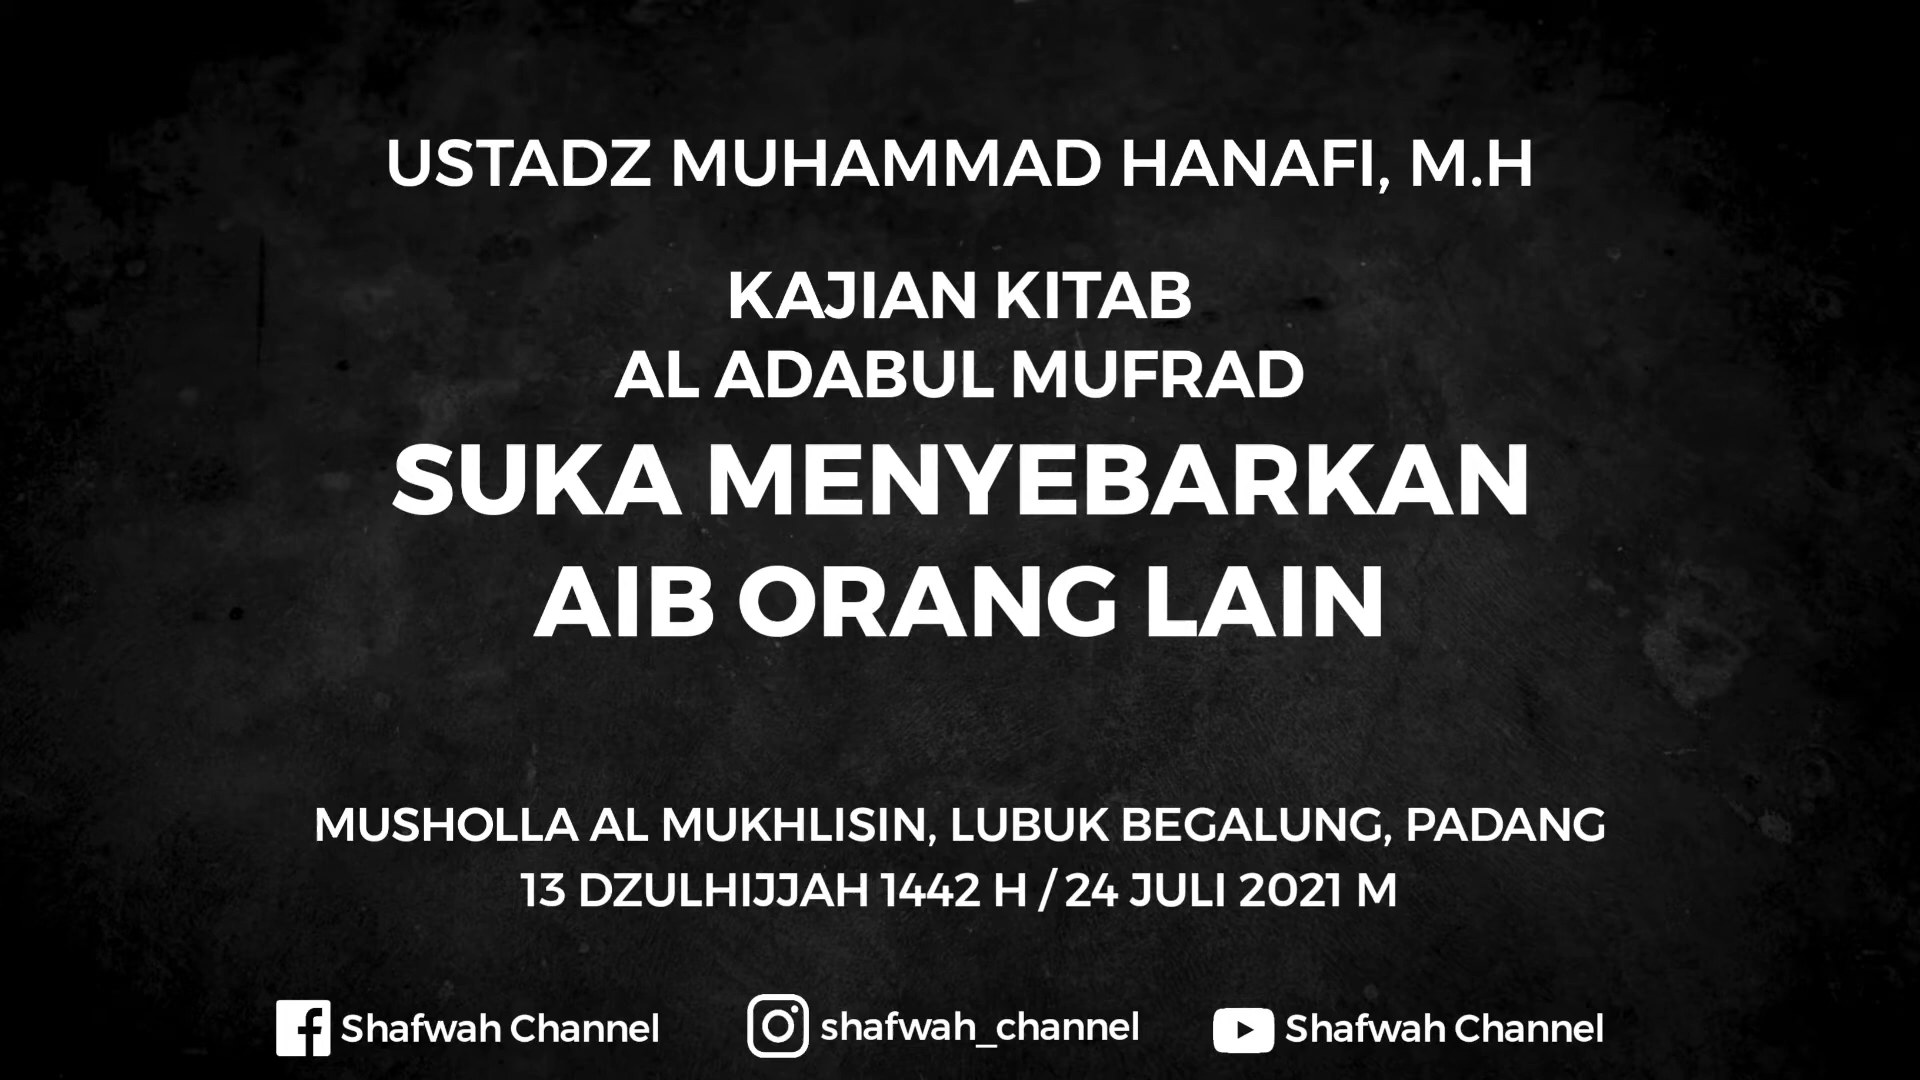 USTADZ MUHAMMAD HANAFI, M.H
KAJIAN KITAB
AL ADABUL MUFRAD
SUKA MENYEBARKAN
AIB ORANG LAIN
MUSHOLLA AL MUKHLISIN, LUBUK BEGALUNG, PADANG
13 DZULHIJJAH 1442 H / 24 JULI 2021 M
Shafwah Channel shafwah_channel Shafwah Channel